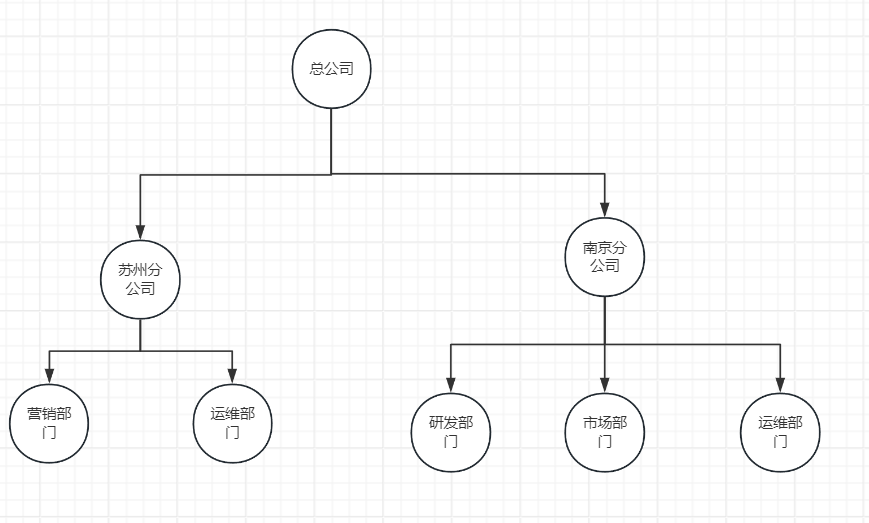 总公司
苏州分
公司
南京分
公司
营销部
门
运维部
门
研发部
门
市场部
门
运维部
门